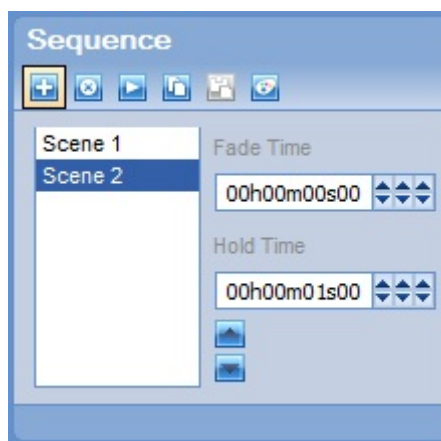 Sequence
Scene 1
Scene 2
Fade Time
00h00m00s00
Hold Time
00h00m01s00